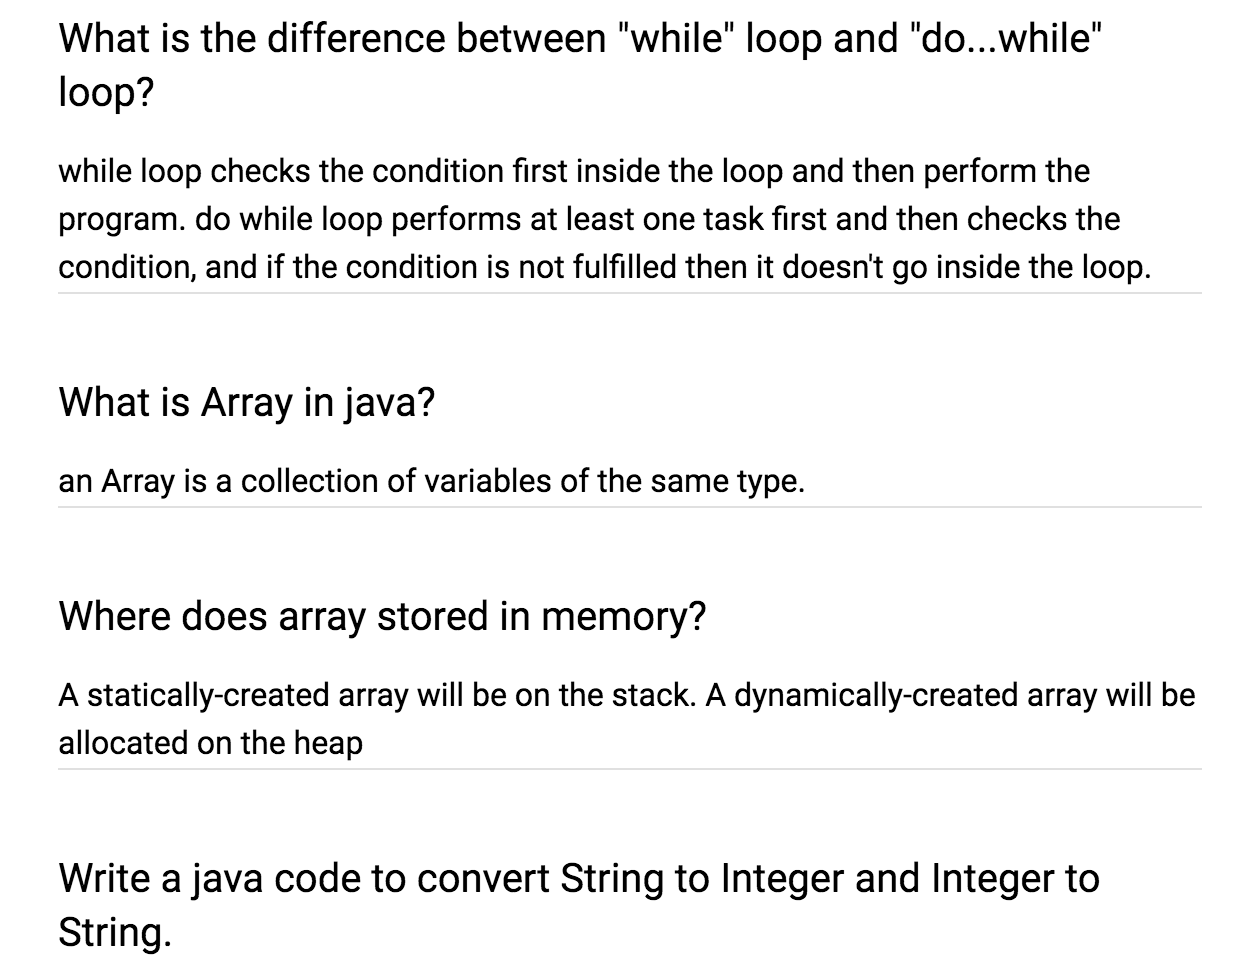 What is the difference between "while" loop and "do...while"
loop?
while loop checks the condition first inside the loop and then perform the
program. do while loop performs at least one task first and then checks the
condition, and if the condition is not fulfilled then it doesn't go inside the loop.
What is Array in java?
an Array is a collection of variables of the same type.
Where does array stored in memory?
A statically-created array will be on the stack. A dynamically-created array will be
allocated on the heap
Write a java code to convert String to Integer and Integer to
String.